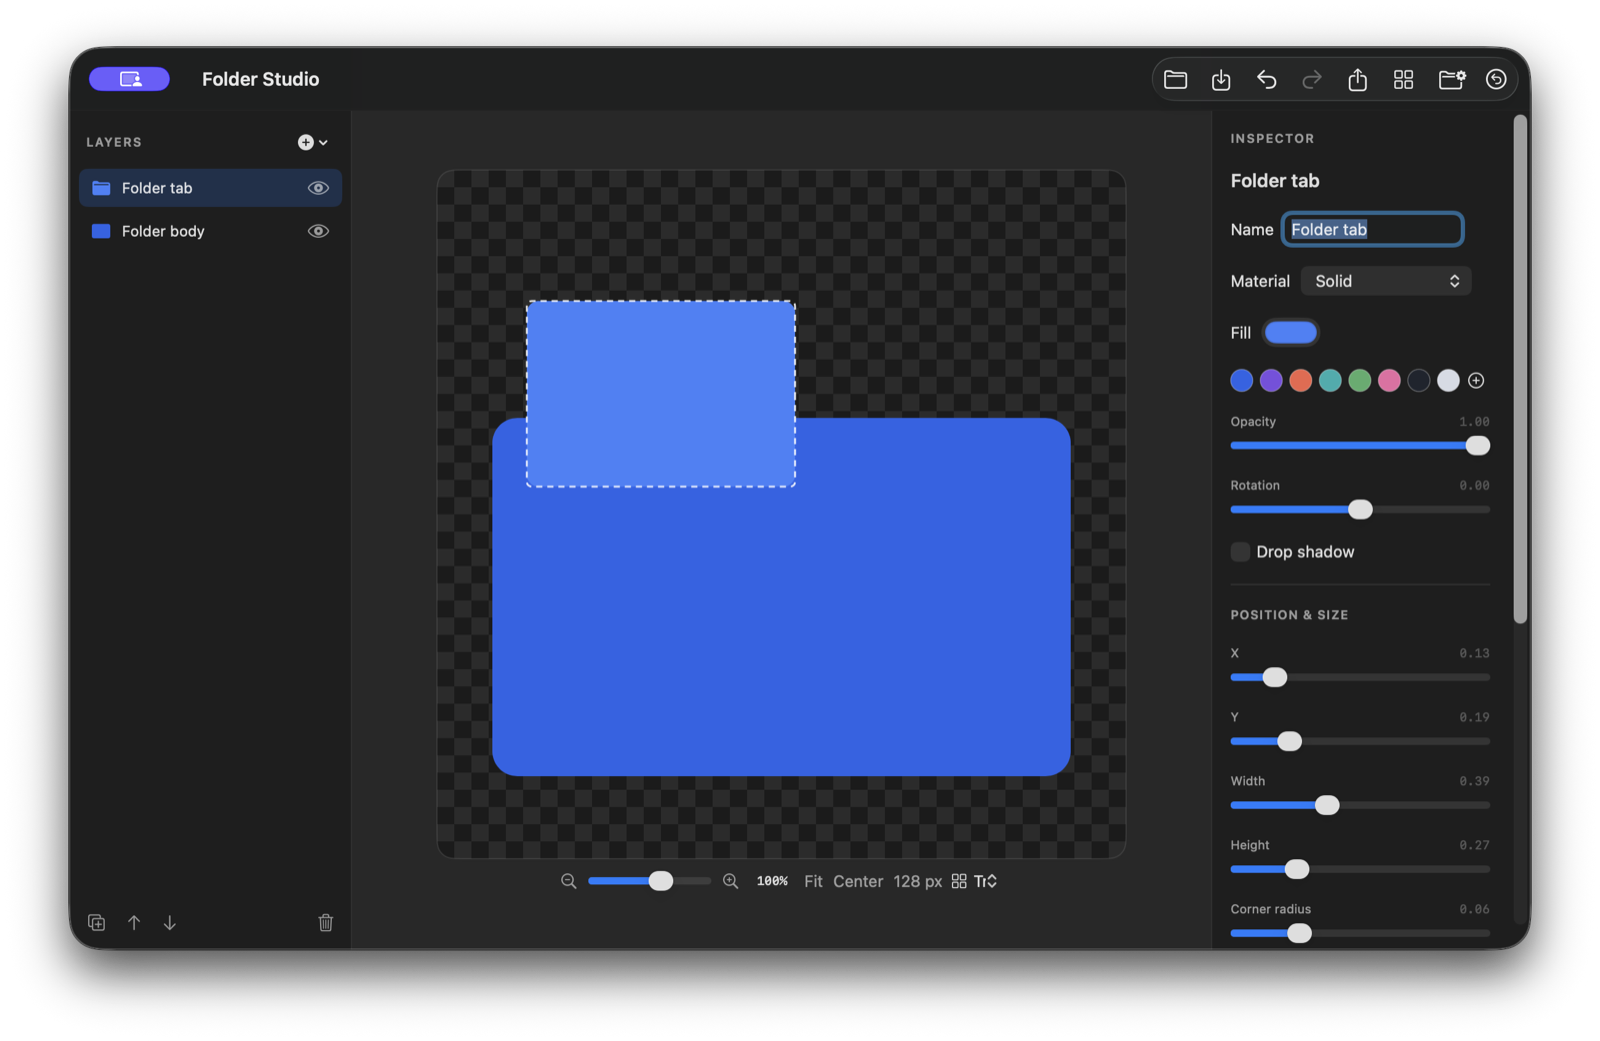 Folder Studio
LAYERS
Folder tab
Folder body
100% Fit Center 128 px
INSPECTOR
Folder tab
Name Folder tab
Material Solid
Fill
Opacity 1.00
Rotation 0.00
Drop shadow
POSITION & SIZE
X 0.13
Y 0.19
Width 0.39
Height 0.27
Corner radius 0.06